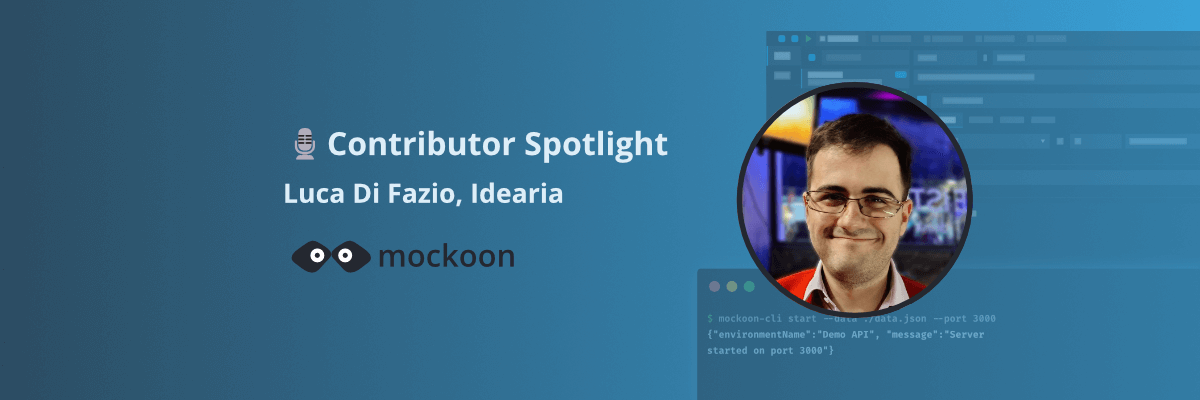 Contributor Spotlight
Luca Di Fazio, Idearia
mockoon
$ mockoon-cli start --data ./data.json --port 3000
{"environmentName":"Demo API", "message":"Server
started on port 3000"}